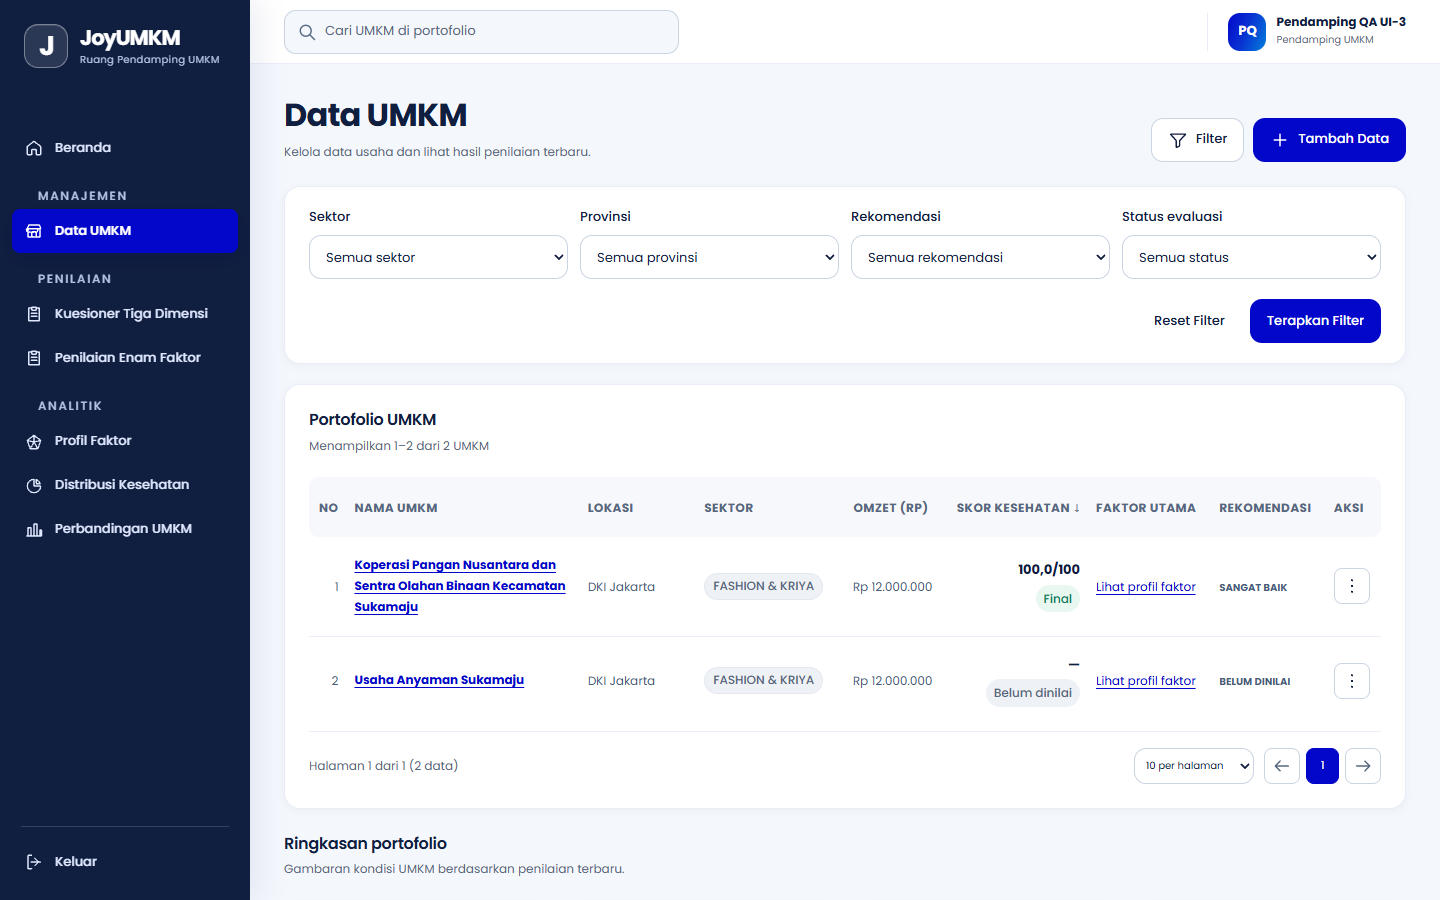 J
JoyUMKM
Ruang Pendamping UMKM
Beranda
MANAJEMEN
Data UMKM
PENILAIAN
Kuesioner Tiga Dimensi
Penilaian Enam Faktor
ANALITIK
Profil Faktor
Distribusi Kesehatan
Perbandingan UMKM
Keluar
Cari UMKM di portofolio
PQ
Pendamping QA UI-3
Pendamping UMKM
Data UMKM
Kelola data usaha dan lihat hasil penilaian terbaru.
Filter
Tambah Data
Sektor
Provinsi
Rekomendasi
Status evaluasi
Semua sektor
Semua provinsi
Semua rekomendasi
Semua status
Reset Filter
Terapkan Filter
Portofolio UMKM
Menampilkan 1–2 dari 2 UMKM
NO NAMA UMKM LOKASI SEKTOR OMZET (RP) SKOR KESEHATAN ↓ FAKTOR UTAMA REKOMENDASI AKSI
1
Koperasi Pangan Nusantara dan
Sentra Olahan Binaan Kecamatan
Sukamaju
DKI Jakarta
FASHION & KRIYA
Rp 12.000.000
100,0/100
Final
Lihat profil faktor
SANGAT BAIK
2
Usaha Anyaman Sukamaju
DKI Jakarta
FASHION & KRIYA
Rp 12.000.000
—
Belum dinilai
Lihat profil faktor
BELUM DINILAI
Halaman 1 dari 1 (2 data)
10 per halaman
1
Ringkasan portofolio
Gambaran kondisi UMKM berdasarkan penilaian terbaru.